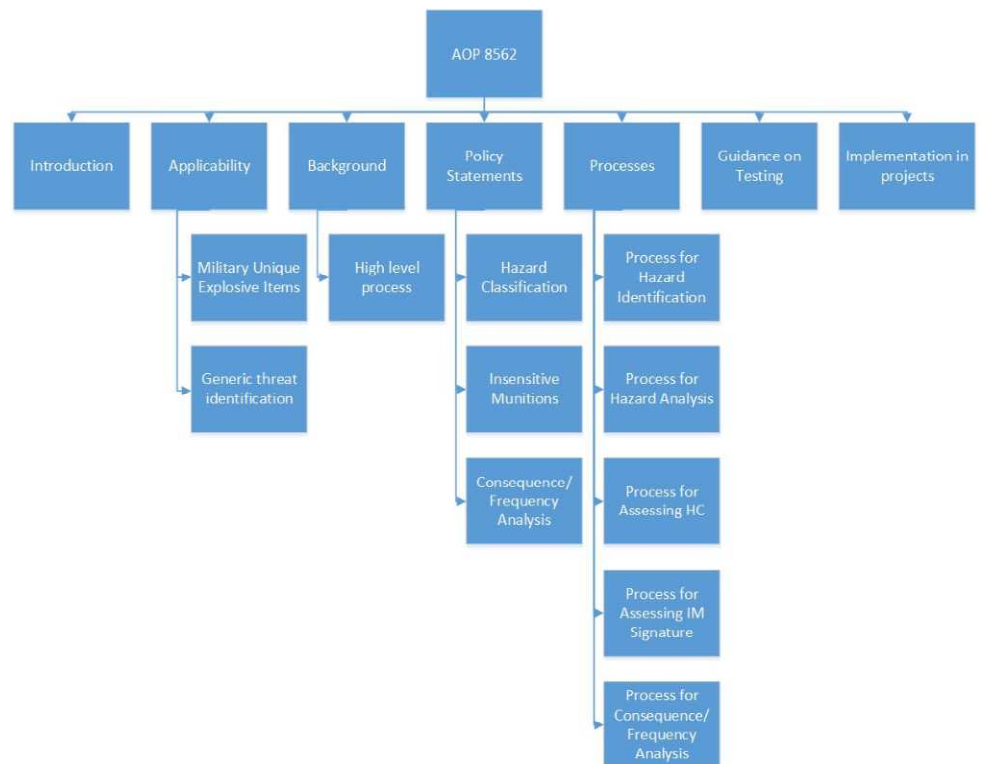 AOP 8562
Introduction
Applicability
Background
Policy
Statements
Processes
Guidance on
Testing
Implementation in
projects
Military Unique
Explosive Items
High level
process
Hazard
Classification
Process for
Hazard
Identification
Generic threat
identification
Insensitive
Munitions
Process for
Hazard Analysis
Consequence/
Frequency
Analysis
Process for
Assessing HC
Process for
Assessing IM
Signature
Process for
Consequence/
Frequency
Analysis